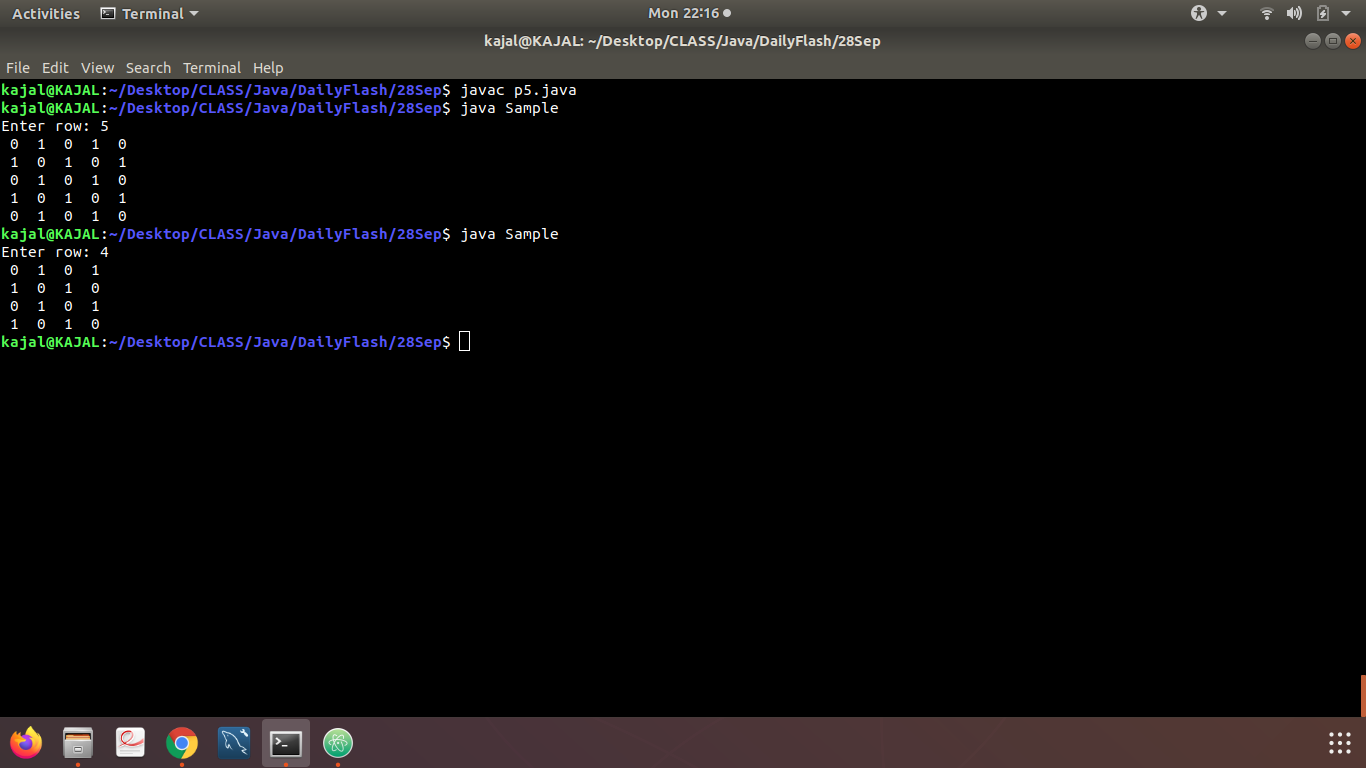 Activities Terminal Mon 22:16
kajal@KAJAL: ~/Desktop/CLASS/Java/DailyFlash/28Sep
File Edit View Search Terminal Help
kajal@KAJAL:~/Desktop/CLASS/Java/DailyFlash/28Sep$ javac p5.java
kajal@KAJAL:~/Desktop/CLASS/Java/DailyFlash/28Sep$ java Sample
Enter row: 5
0 1 0 1 0
1 0 1 0 1
0 1 0 1 0
1 0 1 0 1
0 1 0 1 0
kajal@KAJAL:~/Desktop/CLASS/Java/DailyFlash/28Sep$ java Sample
Enter row: 4
0 1 0 1
1 0 1 0
0 1 0 1
1 0 1 0
kajal@KAJAL:~/Desktop/CLASS/Java/DailyFlash/28Sep$